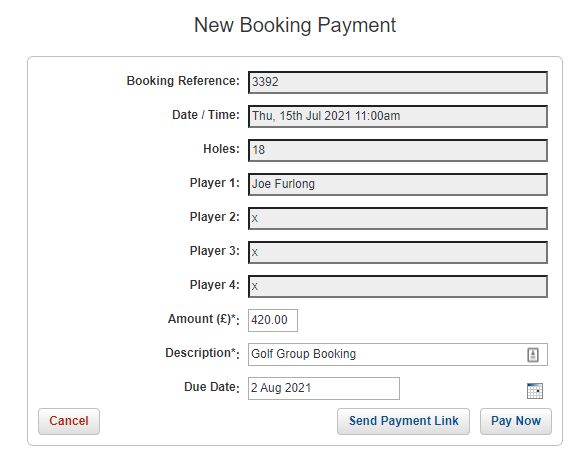 New Booking Payment
Booking Reference: 3392
Date / Time: Thu, 15th Jul 2021 11:00am
Holes: 18
Player 1: Joe Furlong
Player 2: x
Player 3: x
Player 4: x
Amount (£)*: 420.00
Description*: Golf Group Booking
Due Date: 2 Aug 2021
Cancel Send Payment Link Pay Now